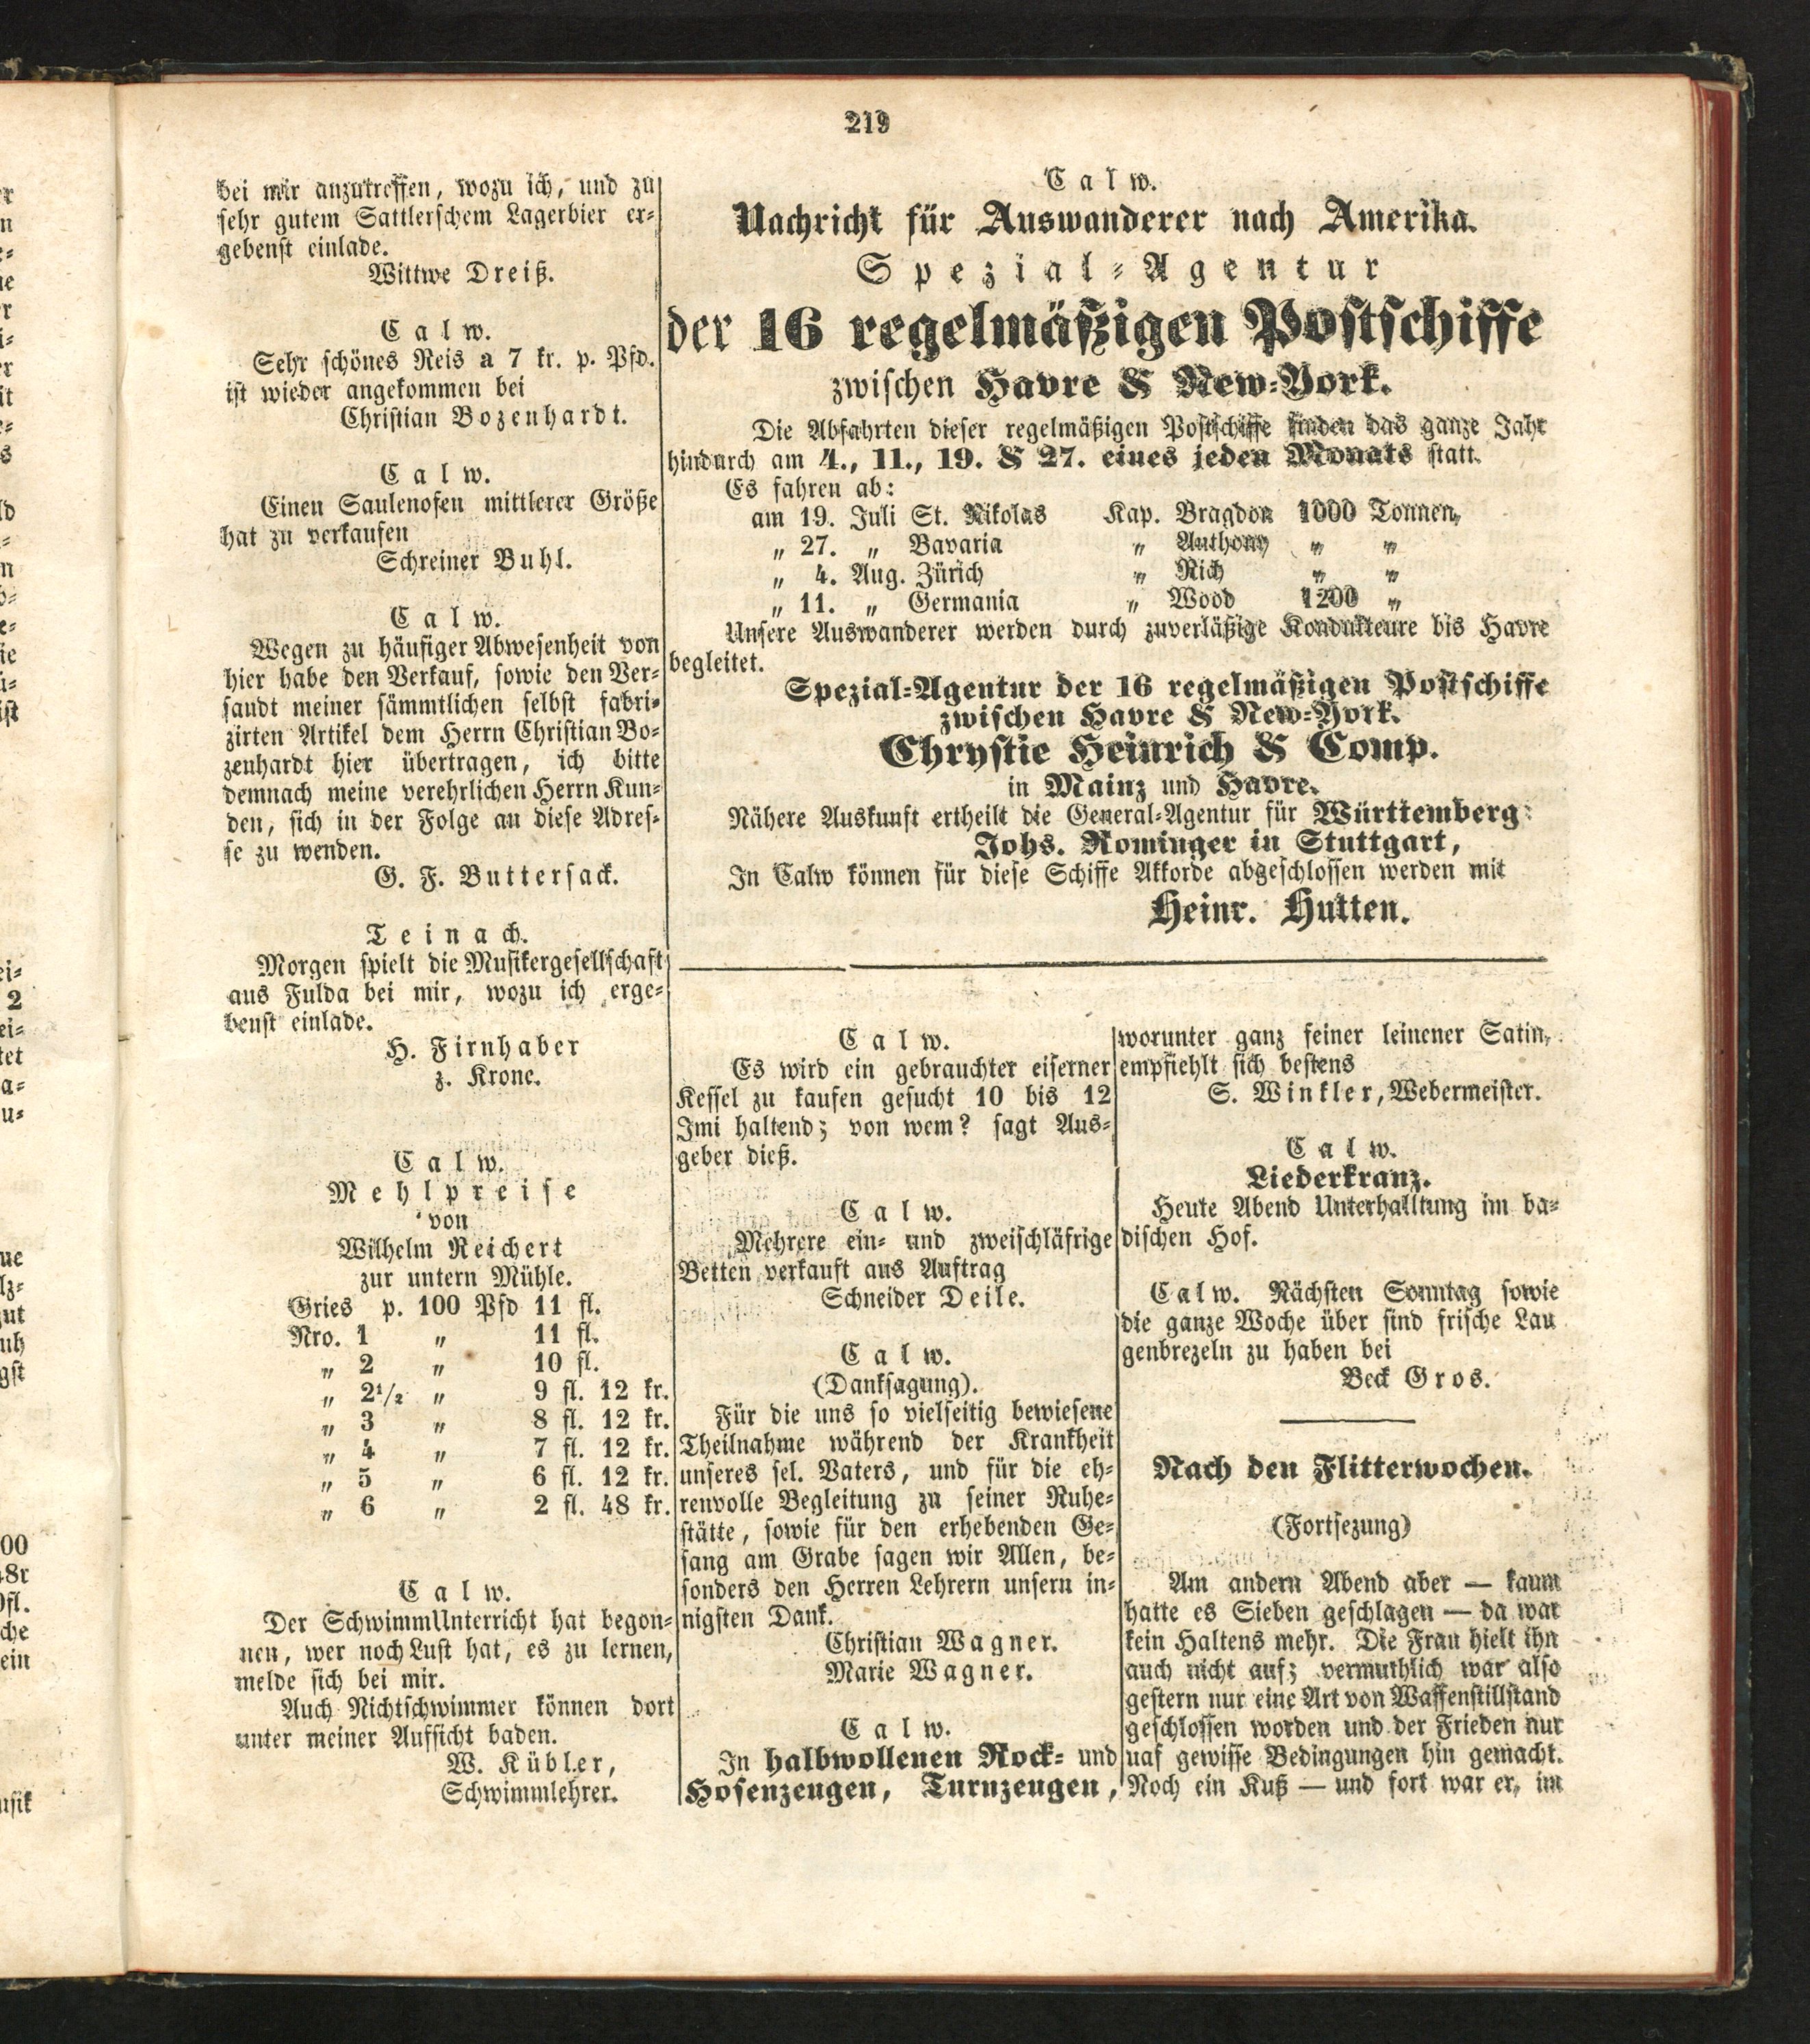 219
bei mir anzutreffen, wozu ich, und zu
sehr gutem Sattlerschem Lagerbier er-
gebenst einlade.
Wittwe Dreiß.
Calw.
Sehr schönes Reis a 7 kr. p. Pfd.
ist wieder angekommen bei
Christian Bozenhardt.
Calw.
Einen Saulenofen mittlerer Größe
hat zu verkaufen
Schreiner Buhl.
Calw.
Wegen zu häufiger Abwesenheit von
hier habe den Verkauf, sowie den Ver-
sandt meiner sämmtlichen selbst fabri-
zirten Artikel dem Herrn Christian Bo-
zenhardt hier übertragen, ich bitte
demnach meine verehrlichen Herrn Kun-
den, sich in der Folge an diese Adres-
se zu wenden.
G. F. Buttersack.
Teinach.
Morgen spielt die Musikergesellschaft
aus Fulda bei mir, wozu ich erge-
benst einlade.
H. Firnhaber
z. Krone.
Calw.
Mehlpreise
von
Wilhelm Reichert
zur untern Mühle.
Gries p. 100 Pfd 11 fl.
Nro. 1 „ 11 fl.
„ 2 „ 10 fl.
„ 2 1/2 „ 9 fl. 12 kr.
„ 3 „ 8 fl. 12 kr.
„ 4 „ 7 fl. 12 kr.
„ 5 „ 6 fl. 12 kr.
„ 6 „ 2 fl. 48 kr.
Calw.
Der SchwimmUnterricht hat begon-
nen, wer noch Lust hat, es zu lernen,
melde sich bei mir.
Auch Nichtschwimmer können dort
unter meiner Aufsicht baden.
W. Kübler,
Schwimmlehrer.
Calw.
Nachricht für Auswanderer nach Amerika.
Spezial-Agentur
der 16 regelmäßigen Postschiffe
zwischen Havre & New-York.
Die Abfahrten dieser regelmäßigen Postschiffe finden das ganze Jahr
hindurch am 4., 11., 19. & 27. eines jeden Monats statt.
Es fahren ab:
am 19. Juli St. Nikolas Kap. Bragdon 1000 Tonnen,
„ 27. „ Bavaria „ Anthony „ „
„ 4. Aug. Zürich „ Rich „ „
„ 11. „ Germania „ Wood 1200 „
Unsere Auswanderer werden durch zuverläßige Kondukteure bis Havre
begleitet.
Spezial-Agentur der 16 regelmäßigen Postschiffe
zwischen Havre & New-York.
Chrystie Heinrich & Comp.
in Mainz und Havre.
Nähere Auskunft ertheilt die General-Agentur für Württemberg:
Johs. Rominger in Stuttgart,
In Calw können für diese Schiffe Akkorde abgeschlossen werden mit
Heinr. Hutten.
Calw.
Es wird ein gebrauchter eiserner
Kessel zu kaufen gesucht 10 bis 12
Imi haltend; von wem? sagt Aus-
geber dieß.
Calw.
Mehrere ein- und zweischläfrige
Betten verkauft aus Auftrag
Schneider Deile.
Calw.
(Danksagung).
Für die uns so vielseitig bewiesene
Theilnahme während der Krankheit
unseres sel. Vaters, und für die eh-
renvolle Begleitung zu seiner Ruhe-
stätte, sowie für den erhebenden Ge-
sang am Grabe sagen wir Allen, be-
sonders den Herren Lehrern unsern in-
nigsten Dank.
Christian Wagner.
Marie Wagner.
Calw.
In halbwollenen Rock- und
Hosenzeugen, Turnzeugen,
worunter ganz feiner leinener Satin,
empfiehlt sich bestens
S. Winkler, Webermeister.
Calw.
Liederkranz.
Heute Abend Unterhalltung im ba-
dischen Hof.
Calw. Nächsten Sonntag sowie
die ganze Woche über sind frische Lau
genbrezeln zu haben bei
Beck Gros.
Nach den Flitterwochen.
(Fortsezung)
Am andern Abend aber — kaum
hatte es Sieben geschlagen — da war
kein Haltens mehr. Die Frau hielt ihn
auch nicht auf; vermuthlich war also
gestern nur eine Art von Waffenstillstand
geschlossen worden und der Frieden nur
uaf gewisse Bedingungen hin gemacht.
Noch ein Kuß — und fort war er, im